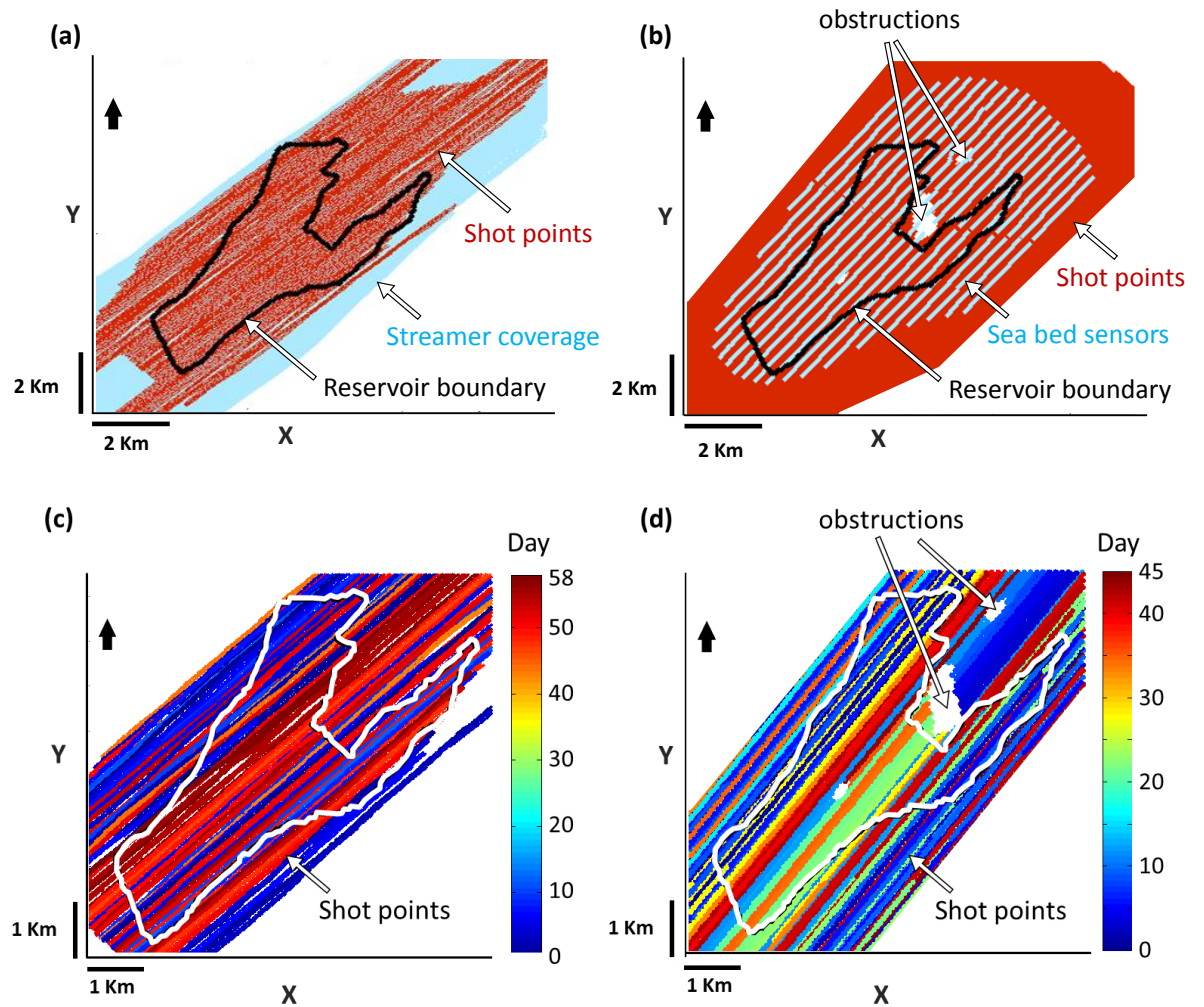 (a)
Y
Shot points
Streamer coverage
Reservoir boundary
2 Km
2 Km
X
obstructions
(b)
Y
Shot points
Sea bed sensors
Reservoir boundary
2 Km
2 Km
X
(c)
Day
58
50
40
30
20
10
0
Y
Shot points
1 Km
1 Km
X
obstructions
(d)
Day
45
40
30
20
10
0
Y
Shot points
1 Km
1 Km
X